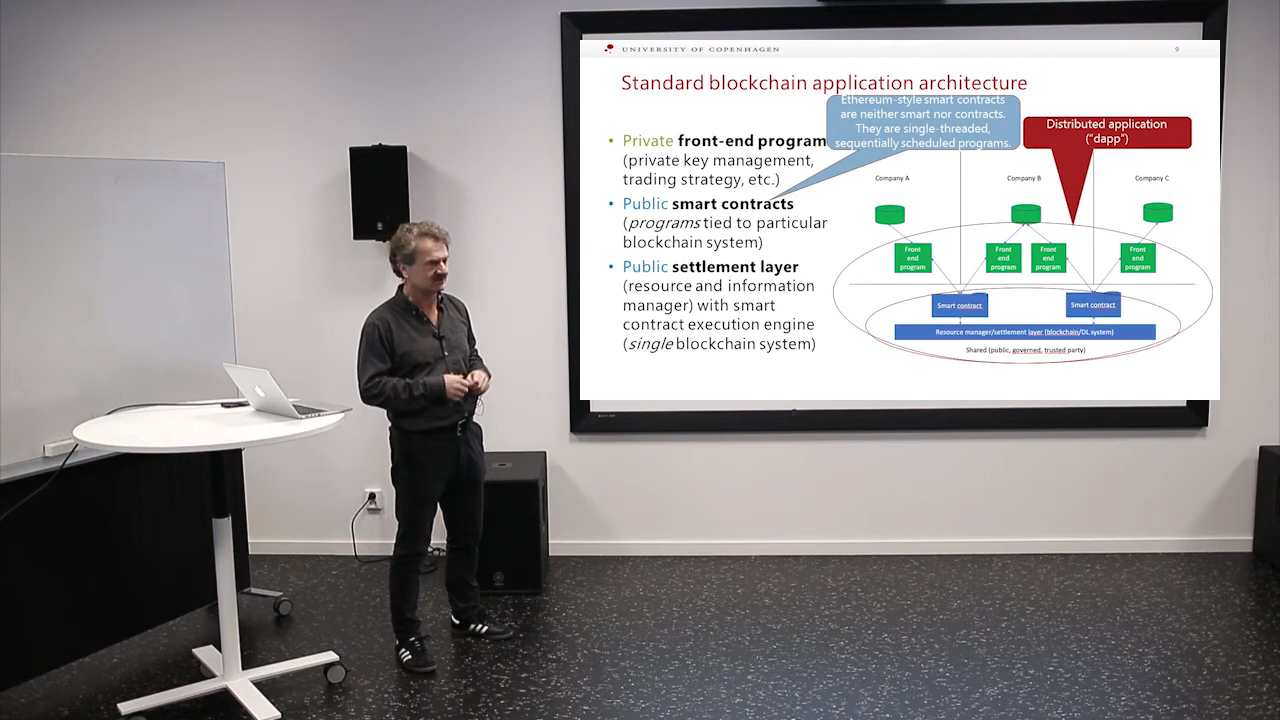 UNIVERSITY OF COPENHAGEN
9
Standard blockchain application architecture
Ethereum-style smart contracts
are neither smart nor contracts.
They are single-threaded,
sequentially scheduled programs.
Distributed application
(“dapp”)
• Private front-end program
(private key management,
trading strategy, etc.)
• Public smart contracts
(programs tied to particular
blockchain system)
• Public settlement layer
(resource and information
manager) with smart
contract execution engine
(single blockchain system)
Company A
Company B
Company C
Front
end
program
Front
end
program
Front
end
program
Front
end
program
Smart contract
Smart contract
Resource manager/settlement layer (blockchain/DL system)
Shared (public, governed, trusted party)